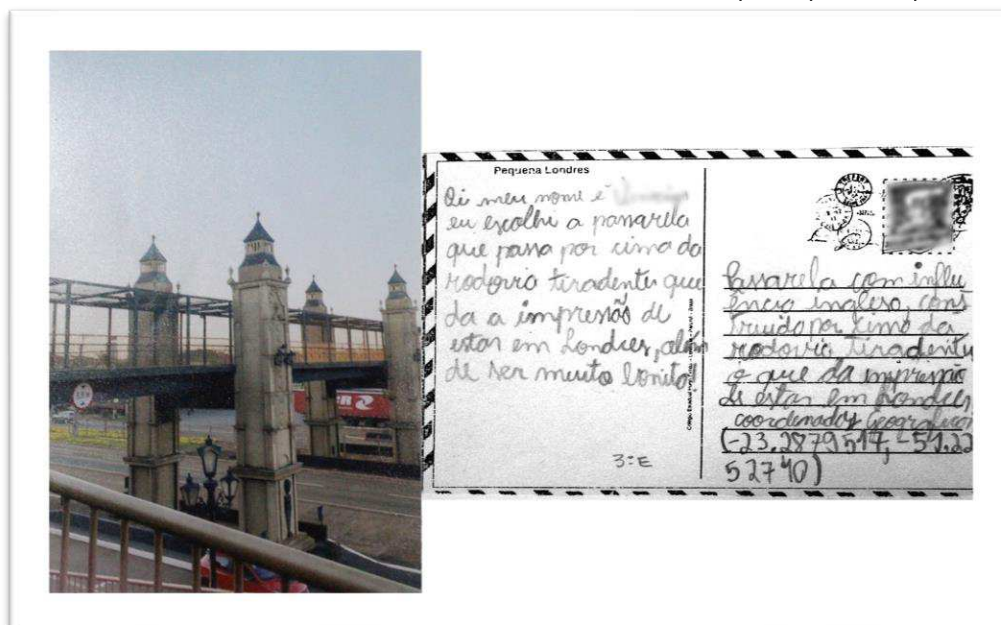 Pequena Londres
Oi meu nome é
eu escolhi a passarela
que passa por cima da
rodovia tiradentes que
da a impressão de
estar em Londres, além
de ser muito bonito
3º E
Passarela com influ
ência inglesa, cons
truida por cima da
rodovia tiradentes
o que da impressão
de estar em Londres
coordenadas Geograficas
(-23.2879517, -51.22
52740)